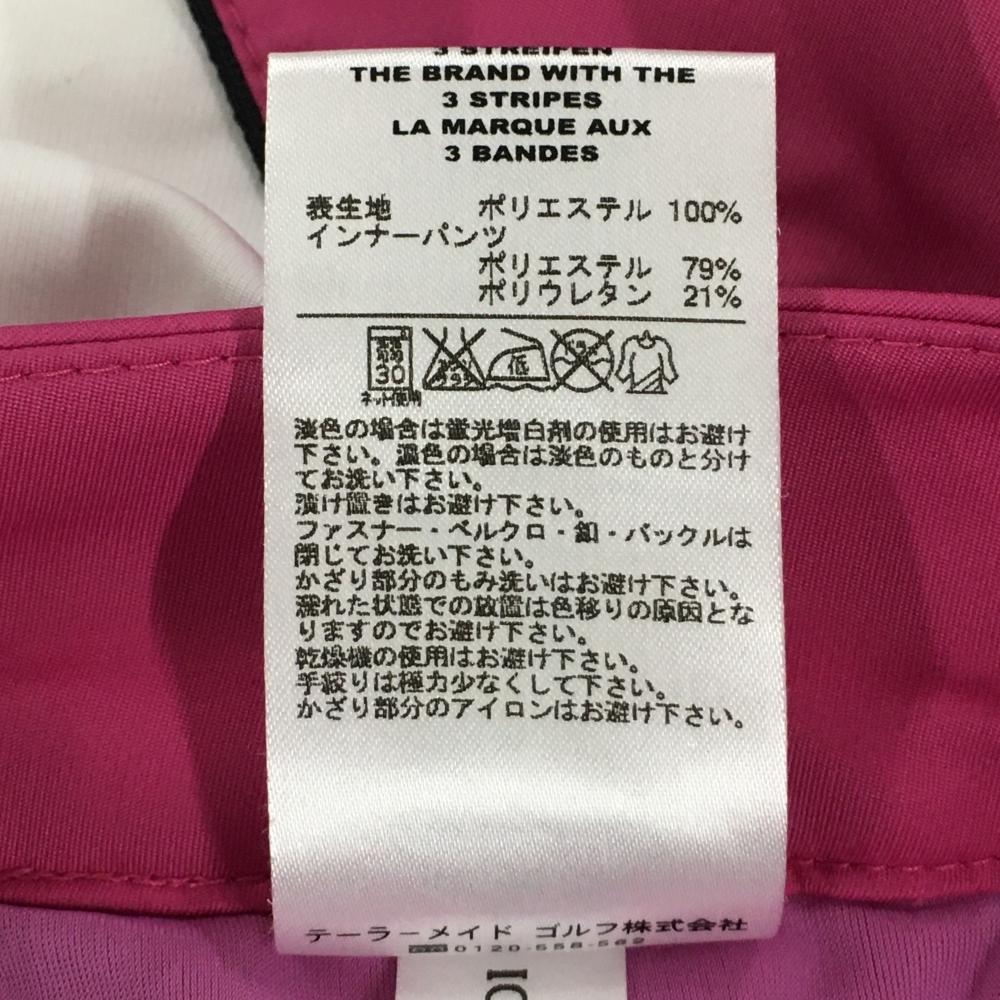 3 STREIFEN
THE BRAND WITH THE
3 STRIPES
LA MARQUE AUX
3 BANDES
表生地 ポリエステル 100%
インナーパンツ
ポリエステル 79%
ポリウレタン 21%
30 低
ネット使用
淡色の場合は蛍光増白剤の使用はお避け
下さい。濃色の場合は淡色のものと分け
てお洗い下さい。
漬け置きはお避け下さい。
ファスナー・ベルクロ・釦・バックルは
閉じてお洗い下さい。
かざり部分のもみ洗いはお避け下さい。
濡れた状態での放置は色移りの原因とな
りますのでお避け下さい。
乾燥機の使用はお避け下さい。
手絞りは極力少なくして下さい。
かざり部分のアイロンはお避け下さい。
テーラーメイド ゴルフ株式会社
0120-558-562